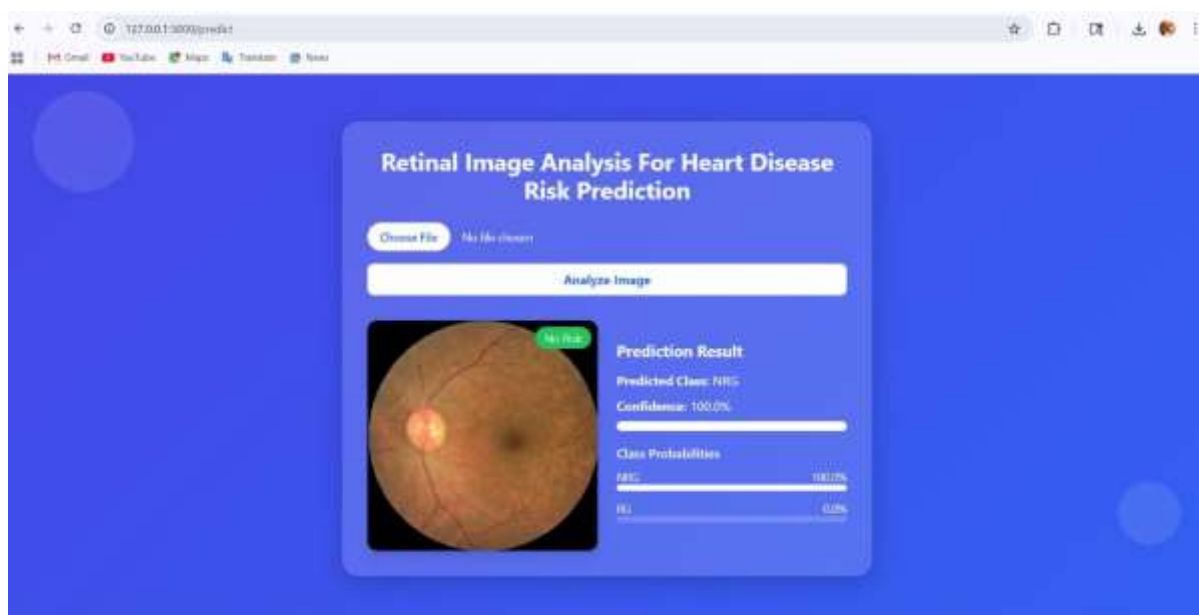 127.0.0.1:5000/predict
Gmail YouTube Maps Translate News
Retinal Image Analysis For Heart Disease
Risk Prediction
Choose File No file chosen
Analyze Image
No Risk
Prediction Result
Predicted Class: NRG
Confidence: 100.0%
Class Probabilities
NRG 100.0%
RG 0.0%